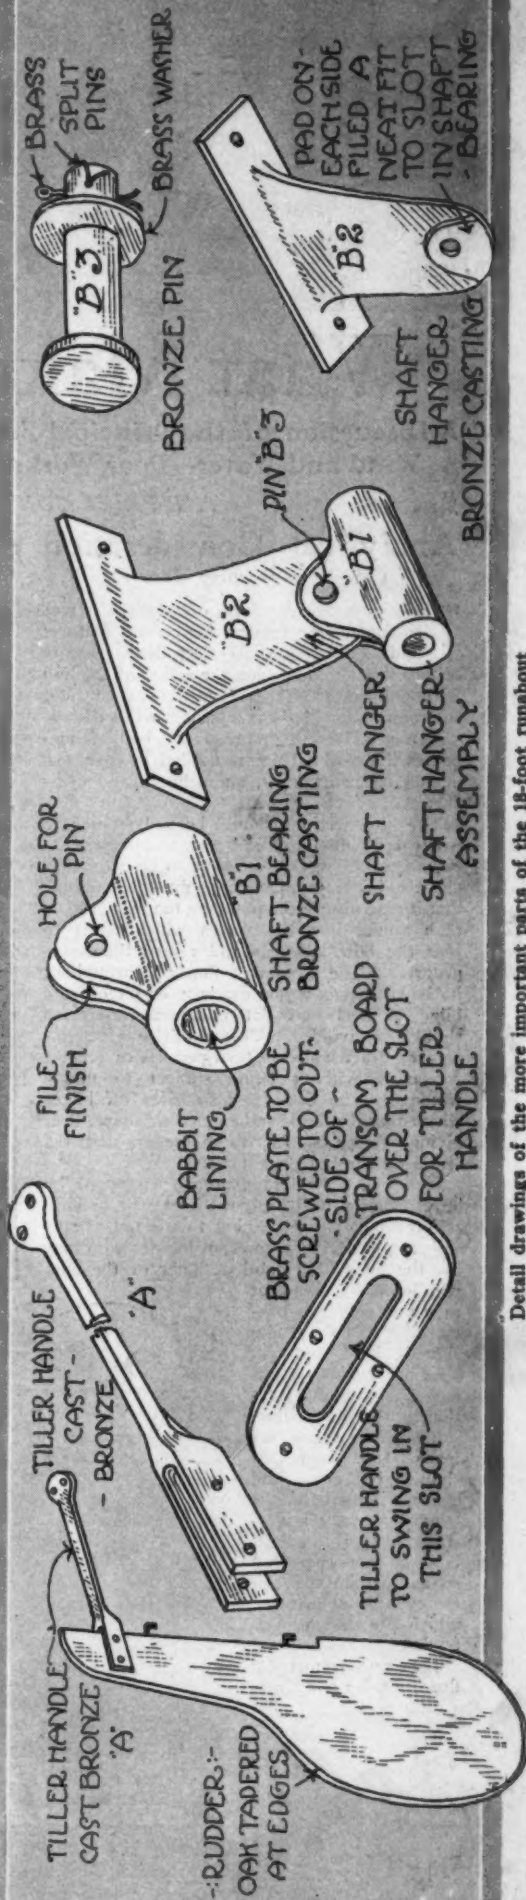 TILLER HANDLE
CAST BRONZE
"A"
-:RUDDER:-
OAK TAPERED
AT EDGES
TILLER HANDLE
CAST -
- BRONZE
"A"
TILLER HANDLE
TO SWING IN
THIS SLOT
BRASS PLATE TO BE
SCREWED TO OUT-
- SIDE OF -
TRANSOM BOARD
OVER THE SLOT
FOR TILLER
HANDLE
FILE
FINISH
HOLE FOR
PIN
BABBIT
LINING
"B"1
SHAFT BEARING
BRONZE CASTING
"B"2
PIN "B"3
"B"1
SHAFT HANGER
SHAFT HANGER-
ASSEMBLY
"B"3
BRASS
SPLIT
PINS
BRASS WASHER
BRONZE PIN
"B"2
SHAFT
HANGER
BRONZE CASTING
PAD ON-
EACH SIDE
FILED A
NEAT FIT
TO SLOT
IN SHAFT
- BEARING
Detail drawings of the more important parts of the 18-foot runabout